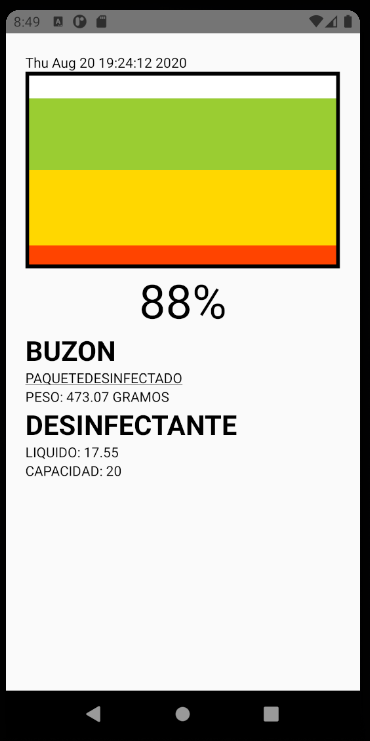 8:49
Thu Aug 20 19:24:12 2020
88%
BUZON
PAQUETEDESINFECTADO
PESO: 473.07 GRAMOS
DESINFECTANTE
LIQUIDO: 17.55
CAPACIDAD: 20